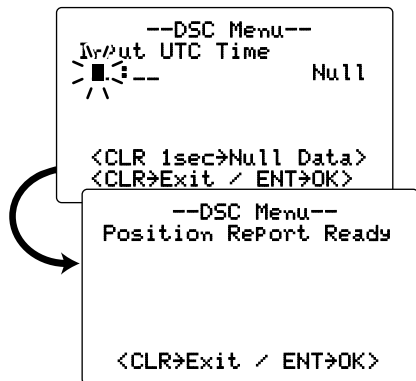 --DSC Menu--
Input UTC Time
: __ Null
<CLR 1sec→Null Data>
<CLR→Exit / ENT→OK>
--DSC Menu--
Position RePort Ready
<CLR→Exit / ENT→OK>